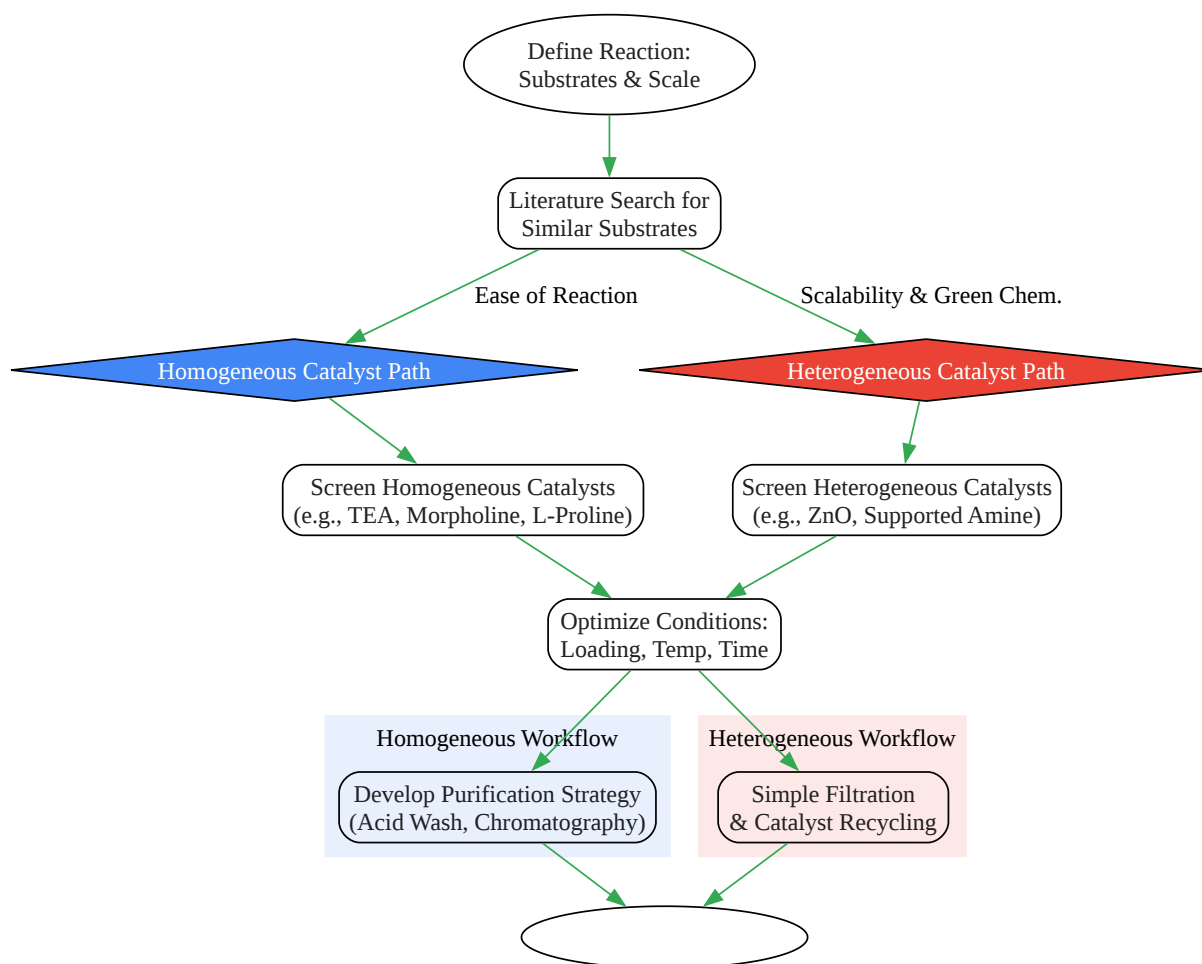 Define Reaction:
Substrates & Scale
Literature Search for
Similar Substrates
Ease of Reaction
Scalability & Green Chem.
Homogeneous Catalyst Path
Heterogeneous Catalyst Path
Screen Homogeneous Catalysts
(e.g., TEA, Morpholine, L-Proline)
Screen Heterogeneous Catalysts
(e.g., ZnO, Supported Amine)
Optimize Conditions:
Loading, Temp, Time
Homogeneous Workflow
Heterogeneous Workflow
Develop Purification Strategy
(Acid Wash, Chromatography)
Simple Filtration
& Catalyst Recycling